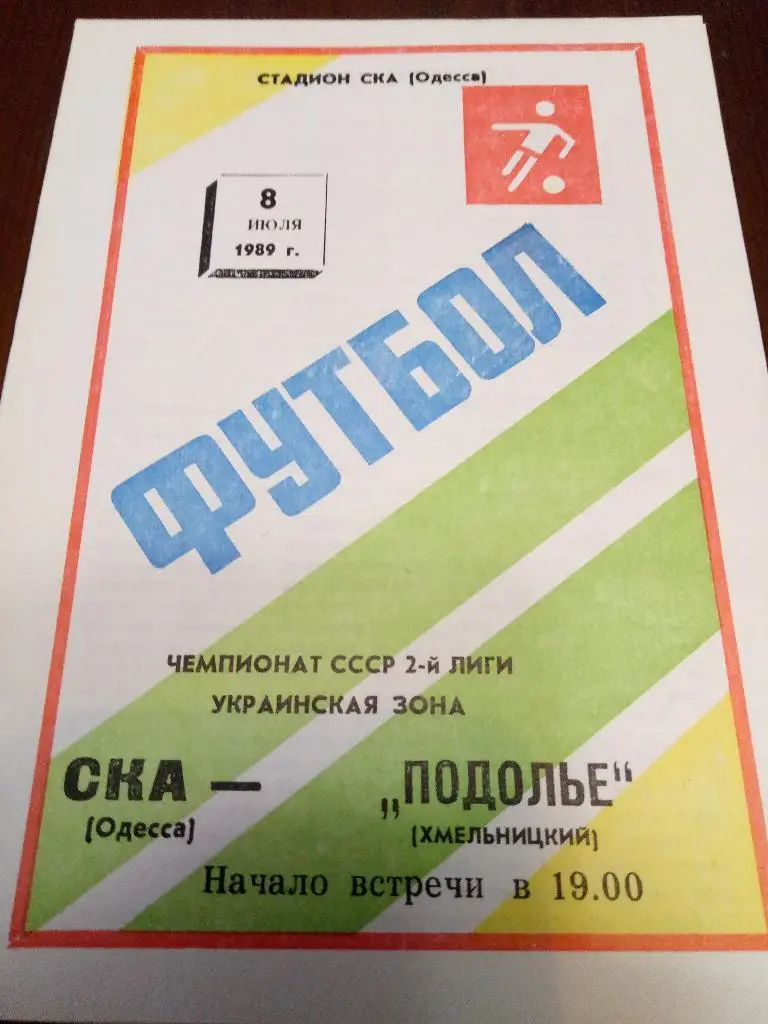 СТАДИОН СКА (Одесса)
8
ИЮЛЯ
1989 г.
ФУТБОЛ
ЧЕМПИОНАТ СССР 2-й ЛИГИ
УКРАИНСКАЯ ЗОНА
СКА — „ПОДОЛЬЕ“
(Одесса) (ХМЕЛЬНИЦКИЙ)
Начало встречи в 19.00